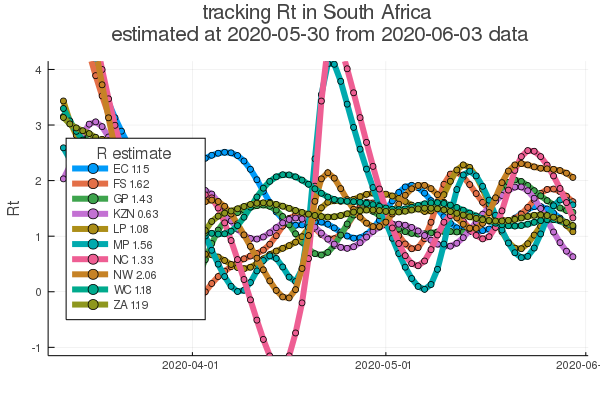 tracking Rt in South Africa
estimated at 2020-05-30 from 2020-06-03 data
4
3
2
1
0
-1
Rt
R estimate
EC 1.15
FS 1.62
GP 1.43
KZN 0.63
LP 1.08
MP 1.56
NC 1.33
NW 2.06
WC 1.18
ZA 1.19
2020-04-01
2020-05-01
2020-06-